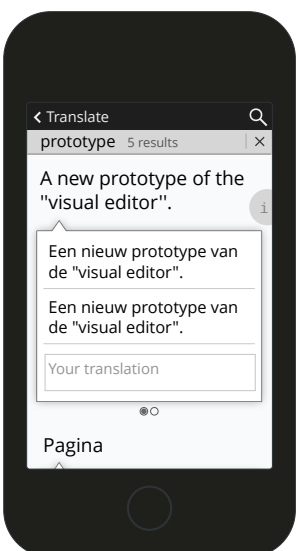 Translate
prototype 5 results ×
A new prototype of the
"visual editor".
i
Een nieuw prototype van
de "visual editor".
Een nieuw prototype van
de "visual editor".
Your translation
Pagina